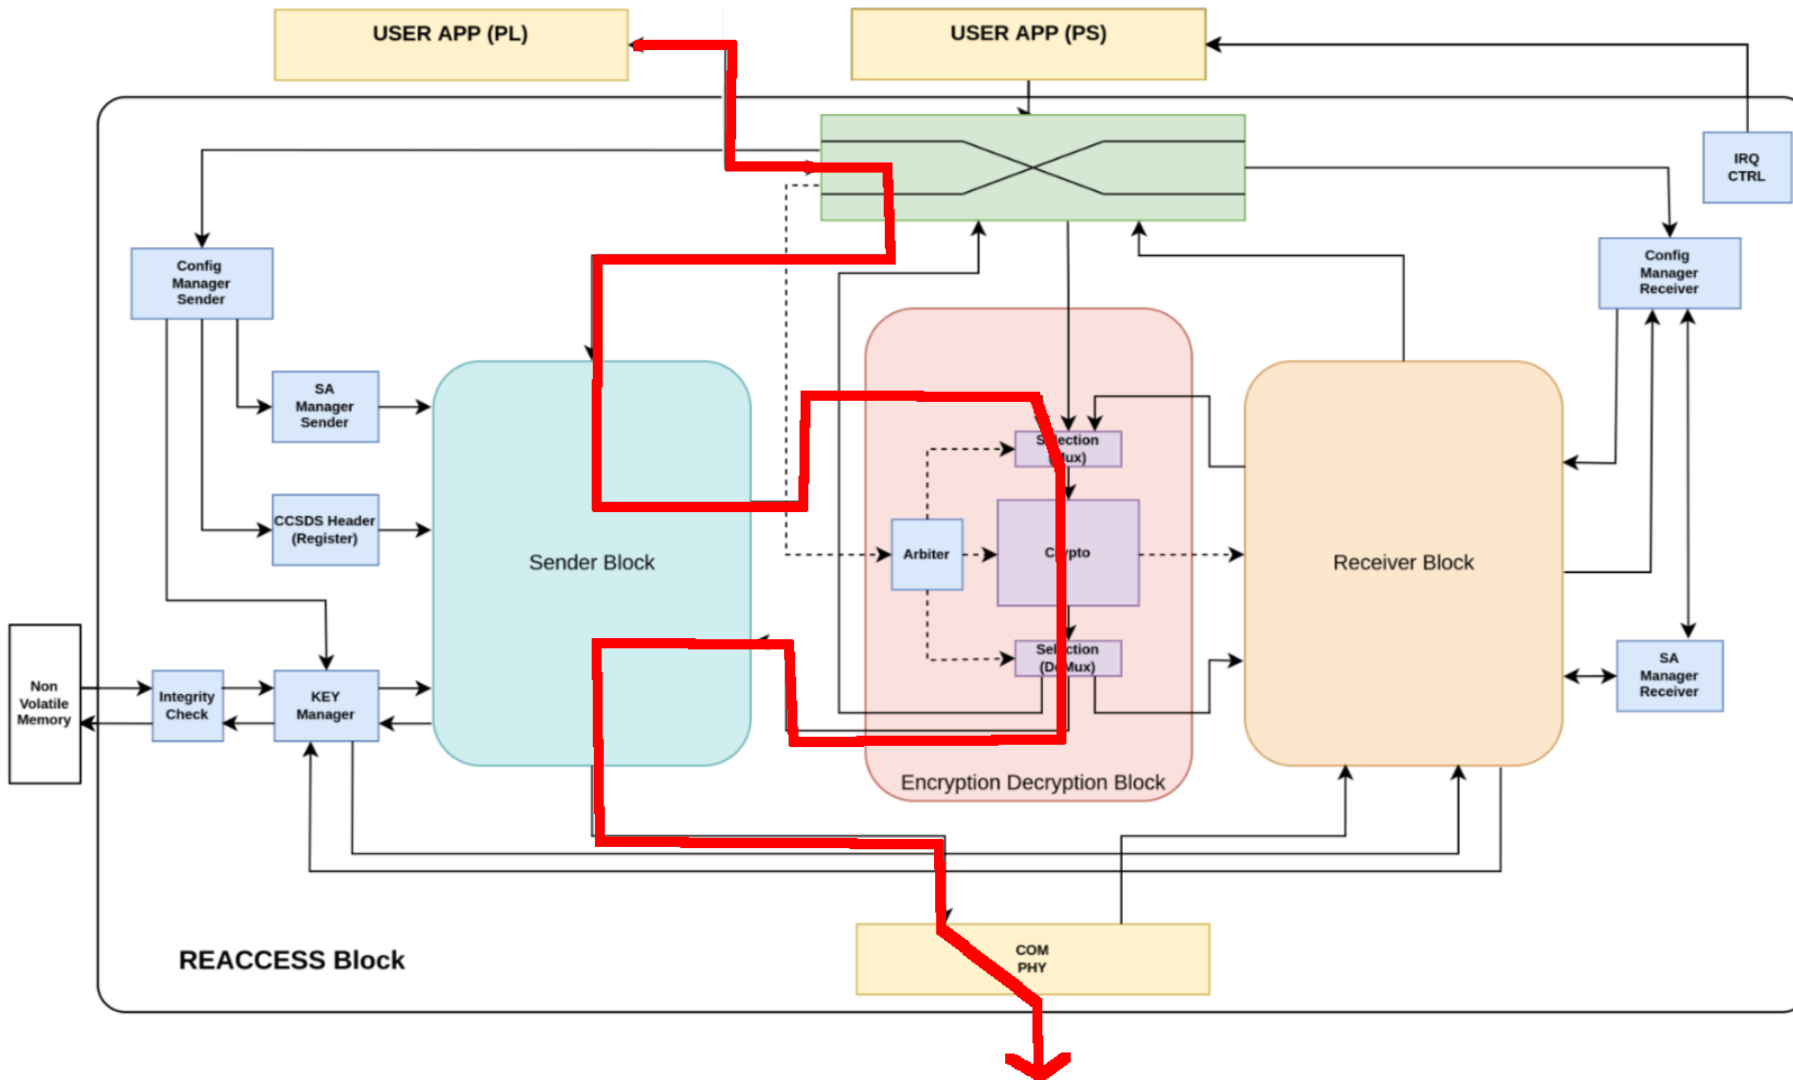 USER APP (PL)
USER APP (PS)
IRQ
CTRL
Config
Manager
Sender
Config
Manager
Receiver
SA
Manager
Sender
CCSDS Header
(Register)
Sender Block
Arbiter
Receiver Block
Non
Volatile
Memory
Integrity
Check
KEY
Manager
SA
Manager
Receiver
Encryption Decryption Block
REACCESS Block
COM
PHY